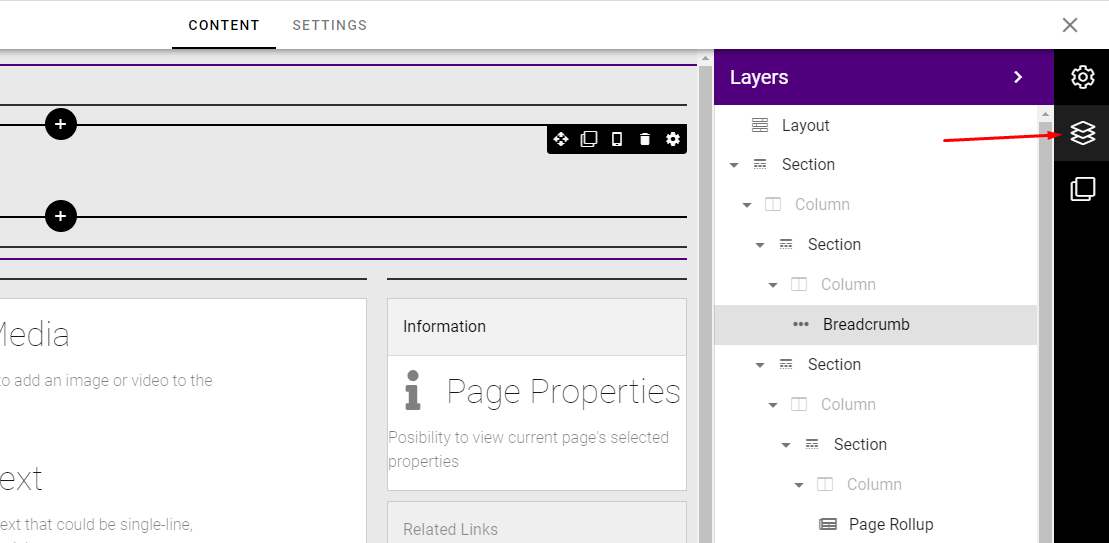 CONTENT SETTINGS
Layers
Layout
Section
Column
Section
Column
Breadcrumb
Section
Column
Section
Column
Page Rollup
Media
to add an image or video to the
ext
ext that could be single-line,
Information
Page Properties
Posibility to view current page's selected
properties
Related Links